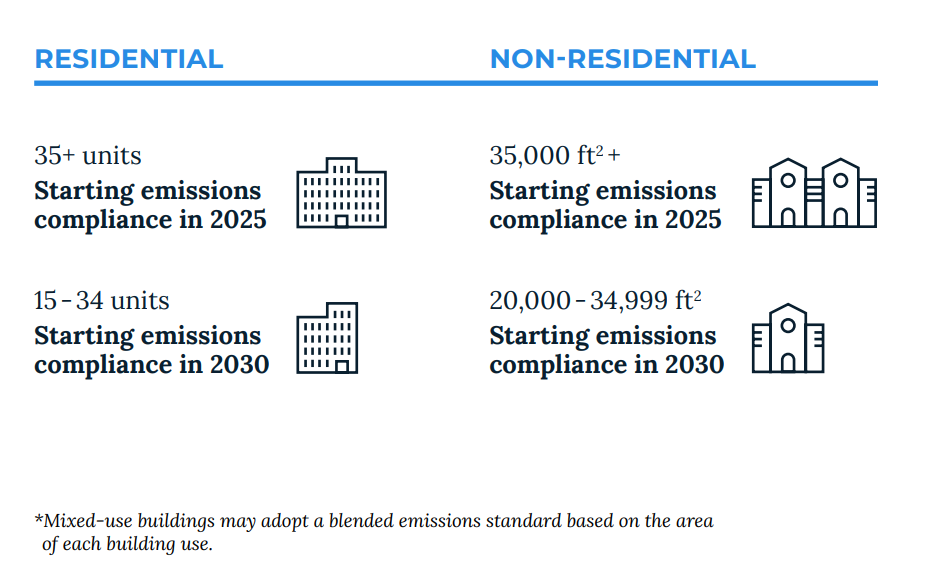 RESIDENTIAL
35+ units
Starting emissions
compliance in 2025
15-34 units
Starting emissions
compliance in 2030
NON-RESIDENTIAL
35,000 ft²+
Starting emissions
compliance in 2025
20,000-34,999 ft²
Starting emissions
compliance in 2030
*Mixed-use buildings may adopt a blended emissions standard based on the area
of each building use.